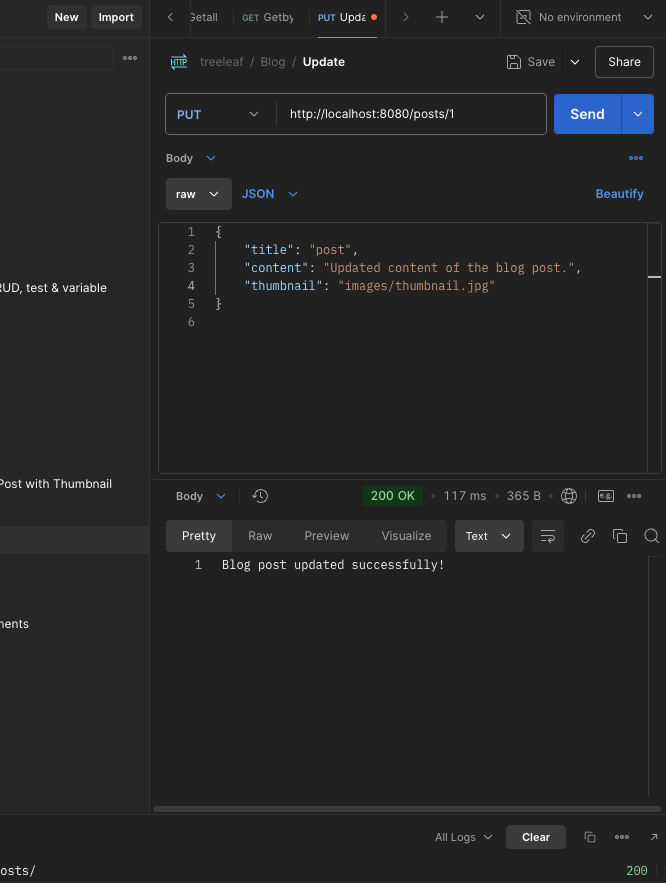 New Import
Getall GET Getby PUT Upda No environment
HTTP treeleaf / Blog / Update Save Share
PUT http://localhost:8080/posts/1 Send
Body
raw JSON Beautify
1 {
2 "title": "post",
3 "content": "Updated content of the blog post.",
4 "thumbnail": "images/thumbnail.jpg"
5 }
6
RUD, test & variable
Post with Thumbnail
Body 200 OK • 117 ms • 365 B e.g.
Pretty Raw Preview Visualize Text
1 Blog post updated successfully!
nents
All Logs Clear
osts/ 200